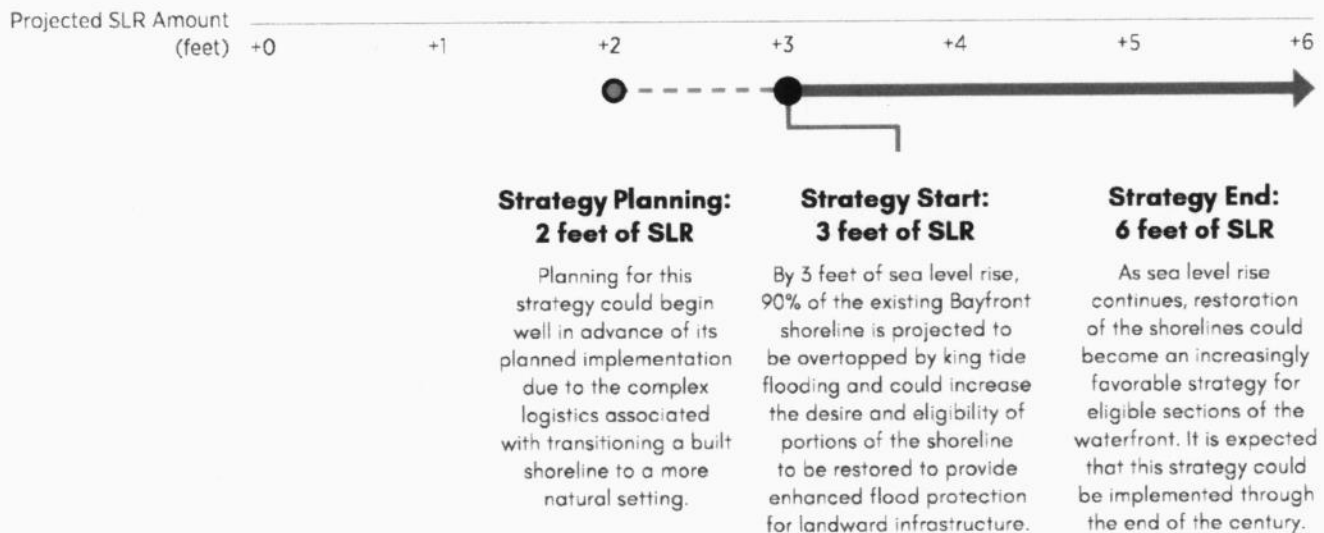 Projected SLR Amount
(feet) +0 +1 +2 +3 +4 +5 +6
Strategy Planning:
2 feet of SLR
Planning for this
strategy could begin
well in advance of its
planned implementation
due to the complex
logistics associated
with transitioning a built
shoreline to a more
natural setting.
Strategy Start:
3 feet of SLR
By 3 feet of sea level rise,
90% of the existing Bayfront
shoreline is projected to
be overtopped by king tide
flooding and could increase
the desire and eligibility of
portions of the shoreline
to be restored to provide
enhanced flood protection
for landward infrastructure.
Strategy End:
6 feet of SLR
As sea level rise
continues, restoration
of the shorelines could
become an increasingly
favorable strategy for
eligible sections of the
waterfront. It is expected
that this strategy could
be implemented through
the end of the century.